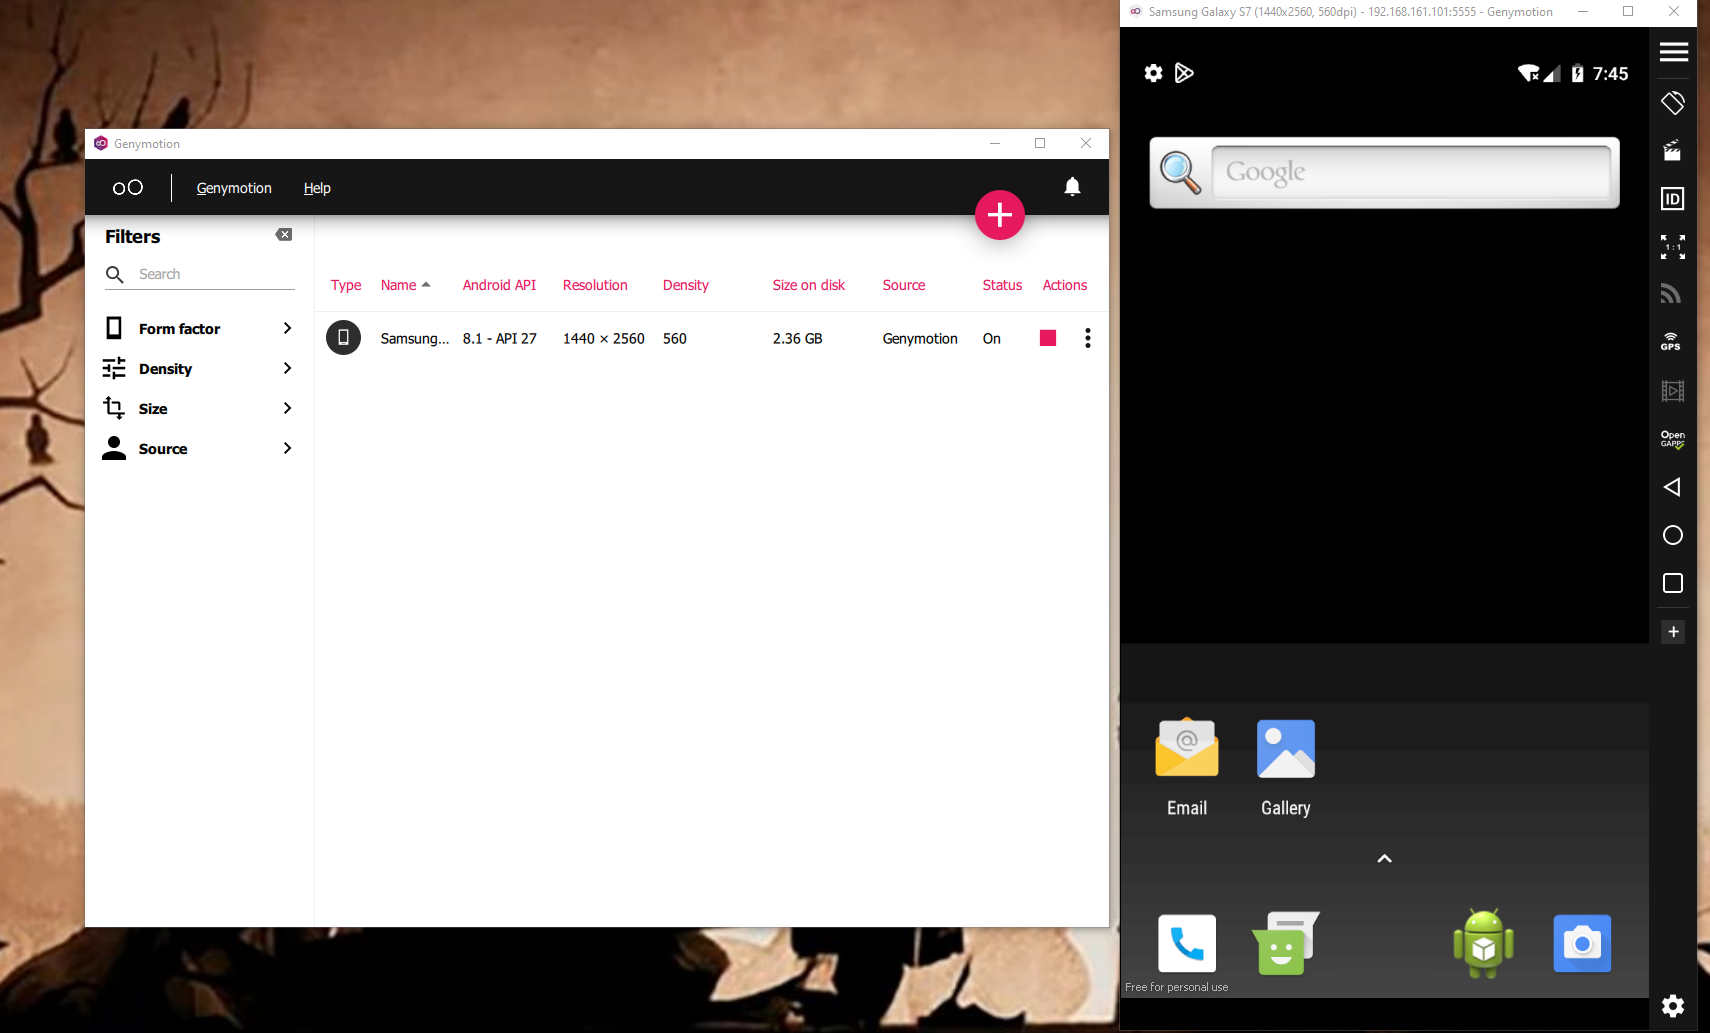 Genymotion
Genymotion Help
Filters
Search
Form factor
Density
Size
Source
Type Name Android API Resolution Density Size on disk Source Status Actions
Samsung... 8.1 - API 27 1440 × 2560 560 2.36 GB Genymotion On
Samsung Galaxy S7 (1440x2560, 560dpi) - 192.168.161.101:5555 - Genymotion
7:45
Google
Email Gallery
Free for personal use
ID
1:1
GPS
Open
GAPPS